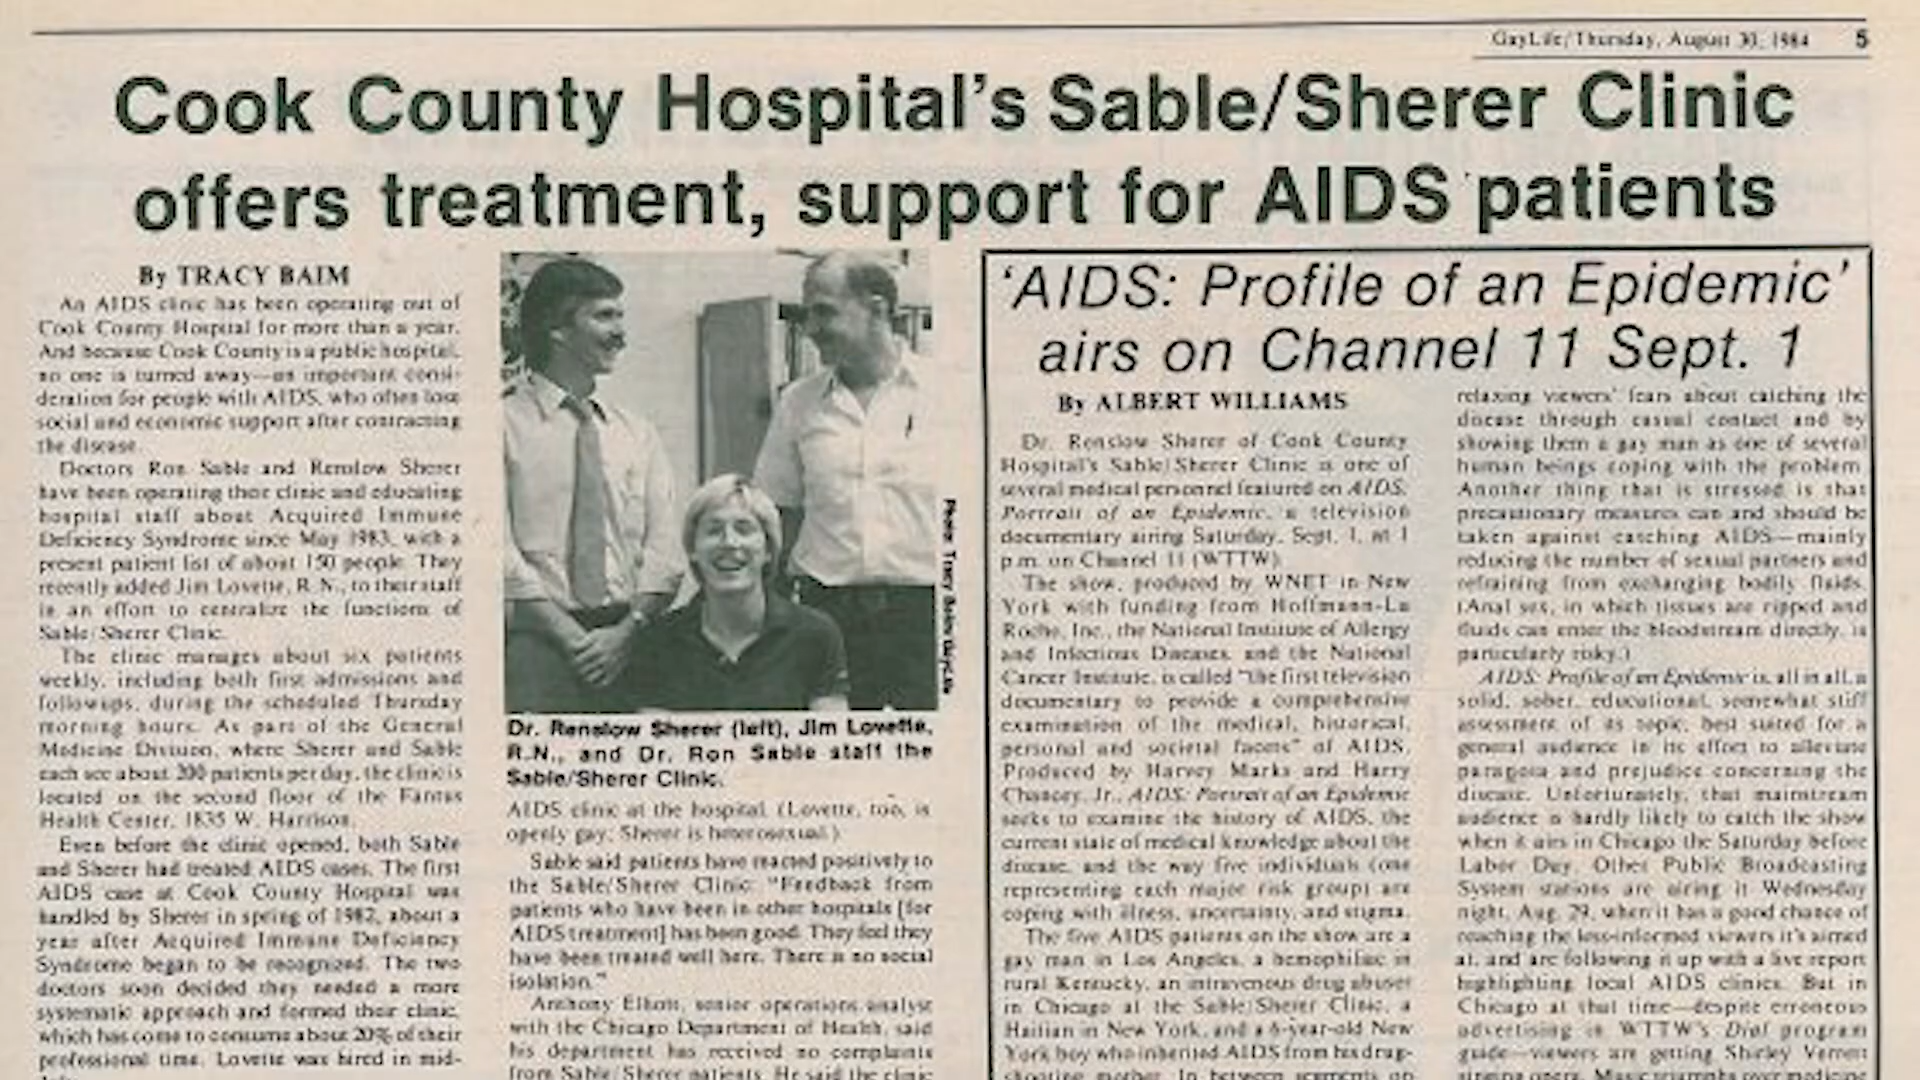 GayLife/Thursday, August 30, 1984 5
Cook County Hospital's Sable/Sherer Clinic
offers treatment, support for AIDS patients
By TRACY BAIM
An AIDS clinic has been operating out of
Cook County Hospital for more than a year.
And because Cook County is a public hospital,
no one is turned away—an important consi-
deration for people with AIDS, who often lose
social and economic support after contracting
the disease.
Doctors Ron Sable and Renslow Sherer
have been operating their clinic and educating
hospital staff about Acquired Immune
Deficiency Syndrome since May 1983, with a
present patient list of about 150 people. They
recently added Jim Lovette, R.N., to their staff
in an effort to centralize the functions of
Sable/Sherer Clinic.
The clinic manages about six patients
weekly, including both first admissions and
followups, during the scheduled Thursday
morning hours. As part of the General
Medicine Division, where Sherer and Sable
each see about 200 patients per day, the clinic is
located on the second floor of the Fantus
Health Center, 1835 W. Harrison.
Even before the clinic opened, both Sable
and Sherer had treated AIDS cases. The first
AIDS case at Cook County Hospital was
handled by Sherer in spring of 1982, about a
year after Acquired Immune Deficiency
Syndrome began to be recognized. The two
doctors soon decided they needed a more
systematic approach and formed their clinic,
which has come to consume about 20% of their
professional time. Lovette was hired in mid-
Photo: Tracy Baim/GayLife
Dr. Renslow Sherer (left), Jim Lovette,
R.N., and Dr. Ron Sable staff the
Sable/Sherer Clinic.
AIDS clinic at the hospital. (Lovette, too, is
openly gay; Sherer is heterosexual.)
Sable said patients have reacted positively to
the Sable/Sherer Clinic: "Feedback from
patients who have been in other hospitals [for
AIDS treatment] has been good. They feel they
have been treated well here. There is no social
isolation."
Anthony Elliott, senior operations analyst
with the Chicago Department of Health, said
his department has received no complaints
from Sable/Sherer patients. He said the clinic
'AIDS: Profile of an Epidemic'
airs on Channel 11 Sept. 1
By ALBERT WILLIAMS
Dr. Renslow Sherer of Cook County
Hospital's Sable/Sherer Clinic is one of
several medical personnel featured on AIDS:
Portrait of an Epidemic, a television
documentary airing Saturday, Sept. 1, at 1
p.m. on Channel 11 (WTTW).
The show, produced by WNET in New
York with funding from Hoffmann-La
Roche, Inc., the National Institute of Allergy
and Infectious Diseases, and the National
Cancer Institute, is called "the first television
documentary to provide a comprehensive
examination of the medical, historical,
personal and societal facets" of AIDS.
Produced by Harvey Marks and Harry
Chancey, Jr., AIDS: Portrait of an Epidemic
seeks to examine the history of AIDS, the
current state of medical knowledge about the
disease, and the way five individuals (one
representing each major risk group) are
coping with illness, uncertainty, and stigma.
The five AIDS patients on the show are a
gay man in Los Angeles, a hemophiliac in
rural Kentucky, an intravenous drug abuser
in Chicago at the Sable/Sherer Clinic, a
Haitian in New York, and a 6-year-old New
York boy who inherited AIDS from his drug-
shooting mother. In between segments on
relaxing viewers' fears about catching the
disease through casual contact and by
showing them a gay man as one of several
human beings coping with the problem.
Another thing that is stressed is that
precautionary measures can and should be
taken against catching AIDS—mainly
reducing the number of sexual partners and
refraining from exchanging bodily fluids.
(Anal sex, in which tissues are ripped and
fluids can enter the bloodstream directly, is
particularly risky.)
AIDS: Profile of an Epidemic is, all in all, a
solid, sober, educational, somewhat stiff
assessment of its topic, best suited for a
general audience in its effort to alleviate
paranoia and prejudice concerning the
disease. Unfortunately, that mainstream
audience is hardly likely to catch the show
when it airs in Chicago the Saturday before
Labor Day. Other Public Broadcasting
System stations are airing it Wednesday
night, Aug. 29, when it has a good chance of
reaching the less-informed viewers it's aimed
at, and are following it up with a live report
highlighting local AIDS clinics. But in
Chicago at that time—despite erroneous
advertising in WTTW's Dial program
guide—viewers are getting Shirley Verrett
singing opera. Music triumphs over medicine